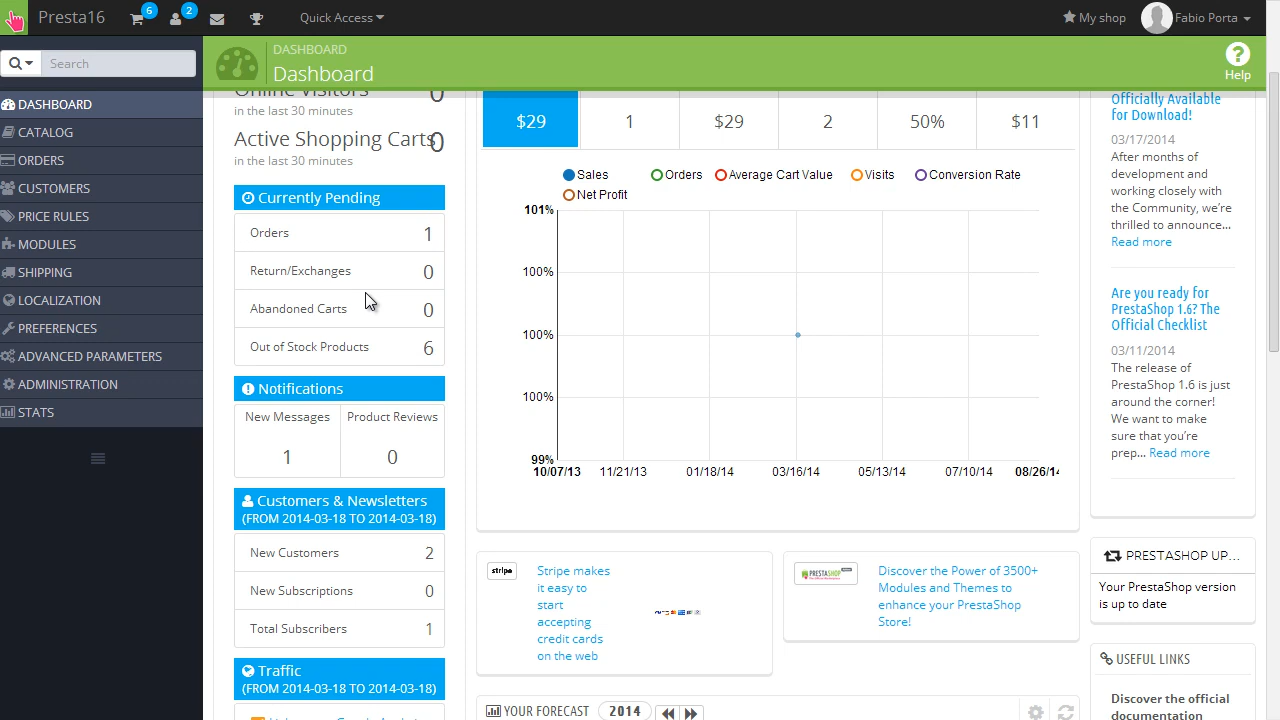 Presta16
6
2
Quick Access
My shop
Fabio Porta
Search
DASHBOARD
Dashboard
Help
DASHBOARD
CATALOG
ORDERS
CUSTOMERS
PRICE RULES
MODULES
SHIPPING
LOCALIZATION
PREFERENCES
ADVANCED PARAMETERS
ADMINISTRATION
STATS
Online Visitors 0
in the last 30 minutes
Active Shopping Carts 0
in the last 30 minutes
Currently Pending
Orders 1
Return/Exchanges 0
Abandoned Carts 0
Out of Stock Products 6
Notifications
New Messages Product Reviews
1 0
Customers & Newsletters
(FROM 2014-03-18 TO 2014-03-18)
New Customers 2
New Subscriptions 0
Total Subscribers 1
Traffic
(FROM 2014-03-18 TO 2014-03-18)
$29 1 $29 2 50% $11
Sales Orders Average Cart Value Visits Conversion Rate
Net Profit
101%
100%
100%
100%
99%
10/07/13 11/21/13 01/18/14 03/16/14 05/13/14 07/10/14 08/26/14
stripe
Stripe makes
it easy to
start
accepting
credit cards
on the web
PRESTASHOP
Discover the Power of 3500+
Modules and Themes to
enhance your PrestaShop
Store!
YOUR FORECAST 2014
Officially Available
for Download!
03/17/2014
After months of
development and
working closely with
the Community, we're
thrilled to announce...
Read more
Are you ready for
PrestaShop 1.6? The
Official Checklist
03/11/2014
The release of
PrestaShop 1.6 is just
around the corner!
We want to make
sure that you're
prep... Read more
PRESTASHOP UP...
Your PrestaShop version
is up to date
USEFUL LINKS
Discover the official
documentation